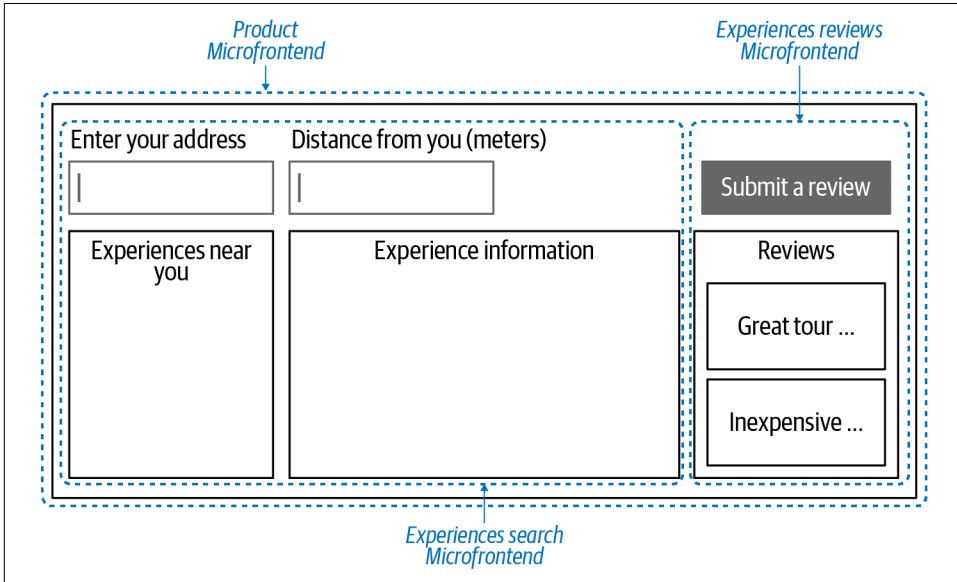 Product
Microfrontend
Experiences reviews
Microfrontend
Enter your address
Distance from you (meters)
Submit a review
Experiences near
you
Experience information
Reviews
Great tour ...
Inexpensive ...
Experiences search
Microfrontend